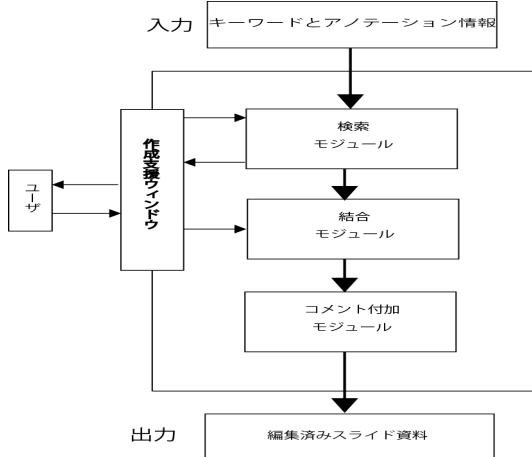 入力
キーワードとアノテーション情報
検索
モジュール
作成支援ウィンドウ
ユーザ
結合
モジュール
コメント付加
モジュール
出力
編集済みスライド資料